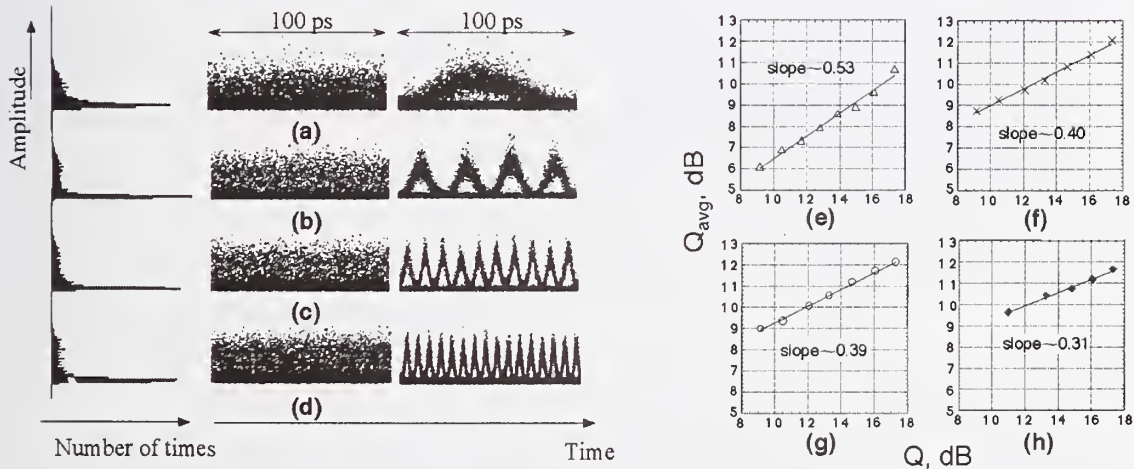 Amplitude
100 ps
100 ps
(a)
(b)
(c)
(d)
Number of times
Time
Q avg, dB
13
12
11
10
9
8
7
6
5
slope~0.53
8 10 12 14 16 18
(e)
13
12
11
10
9
8
7
6
5
slope~0.40
8 10 12 14 16 18
(f)
13
12
11
10
9
8
7
6
5
slope~0.39
8 10 12 14 16 18
(g)
13
12
11
10
9
8
7
6
5
slope~0.31
8 10 12 14 16 18
(h)
Q, dB